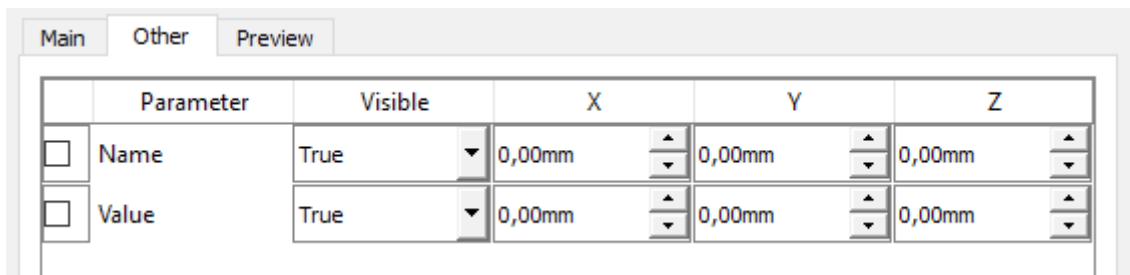 Main Other Preview
Parameter Visible X Y Z
Name True 0,00mm 0,00mm 0,00mm
Value True 0,00mm 0,00mm 0,00mm